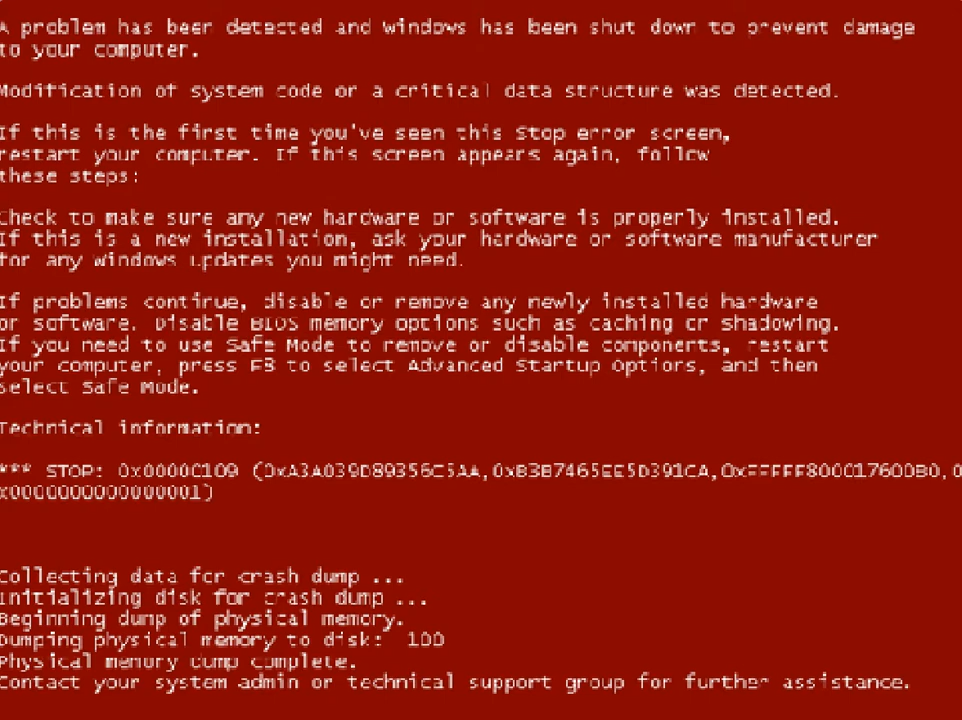 A problem has been detected and Windows has been shut down to prevent damage
to your computer.
Modification of system code or a critical data structure was detected.
If this is the first time you've seen this Stop error screen,
restart your computer. If this screen appears again, follow
these steps:
Check to make sure any new hardware or software is properly installed.
If this is a new installation, ask your hardware or software manufacturer
for any Windows updates you might need.
If problems continue, disable or remove any newly installed hardware
or software. Disable BIOS memory options such as caching or shadowing.
If you need to use Safe Mode to remove or disable components, restart
your computer, press F8 to select Advanced Startup Options, and then
select Safe Mode.
Technical information:
*** STOP: 0x00000109 (0xA3A039D89356C5AA,0xB3B7465EE5D391CA,0xFFFFF800017600B0,0
x0000000000000001)
Collecting data for crash dump ...
Initializing disk for crash dump ...
Beginning dump of physical memory.
Dumping physical memory to disk: 100
Physical memory dump complete.
Contact your system admin or technical support group for further assistance.